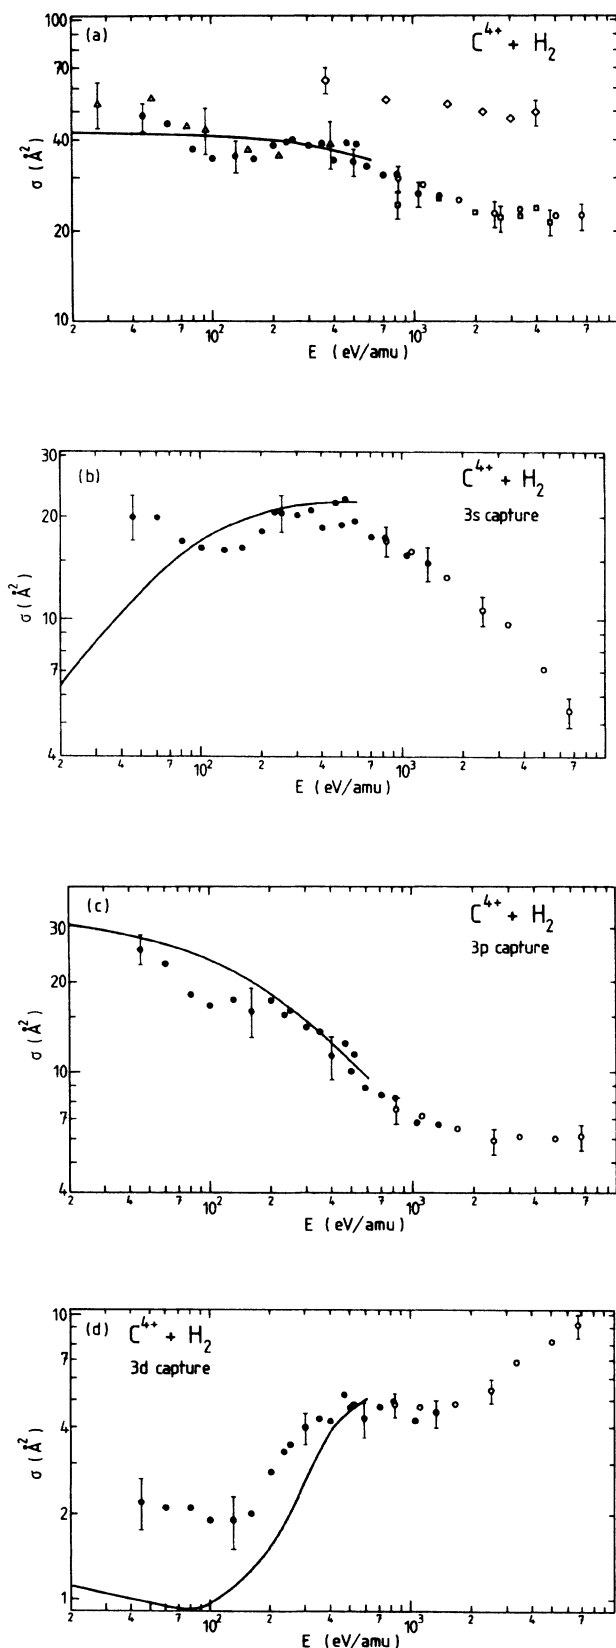 100
(a)
C⁴⁺ + H₂
70
40
σ (Å²)
20
10
2 4 7 10² 2 4 7 10³ 2 4 7
E (eV/amu)
30
(b)
C⁴⁺ + H₂
3s capture
20
σ (Å²)
10
7
4
2 4 7 10² 2 4 7 10³ 2 4 7
E (eV/amu)
(c)
C⁴⁺ + H₂
3p capture
30
20
σ (Å²)
10
7
4
2 4 7 10² 2 4 7 10³ 2 4 7
E (eV/amu)
10
(d) C⁴⁺ + H₂
3d capture
7
4
σ (Å²)
2
1
2 4 7 10² 2 4 7 10³ 2 4 7
E (eV/amu)